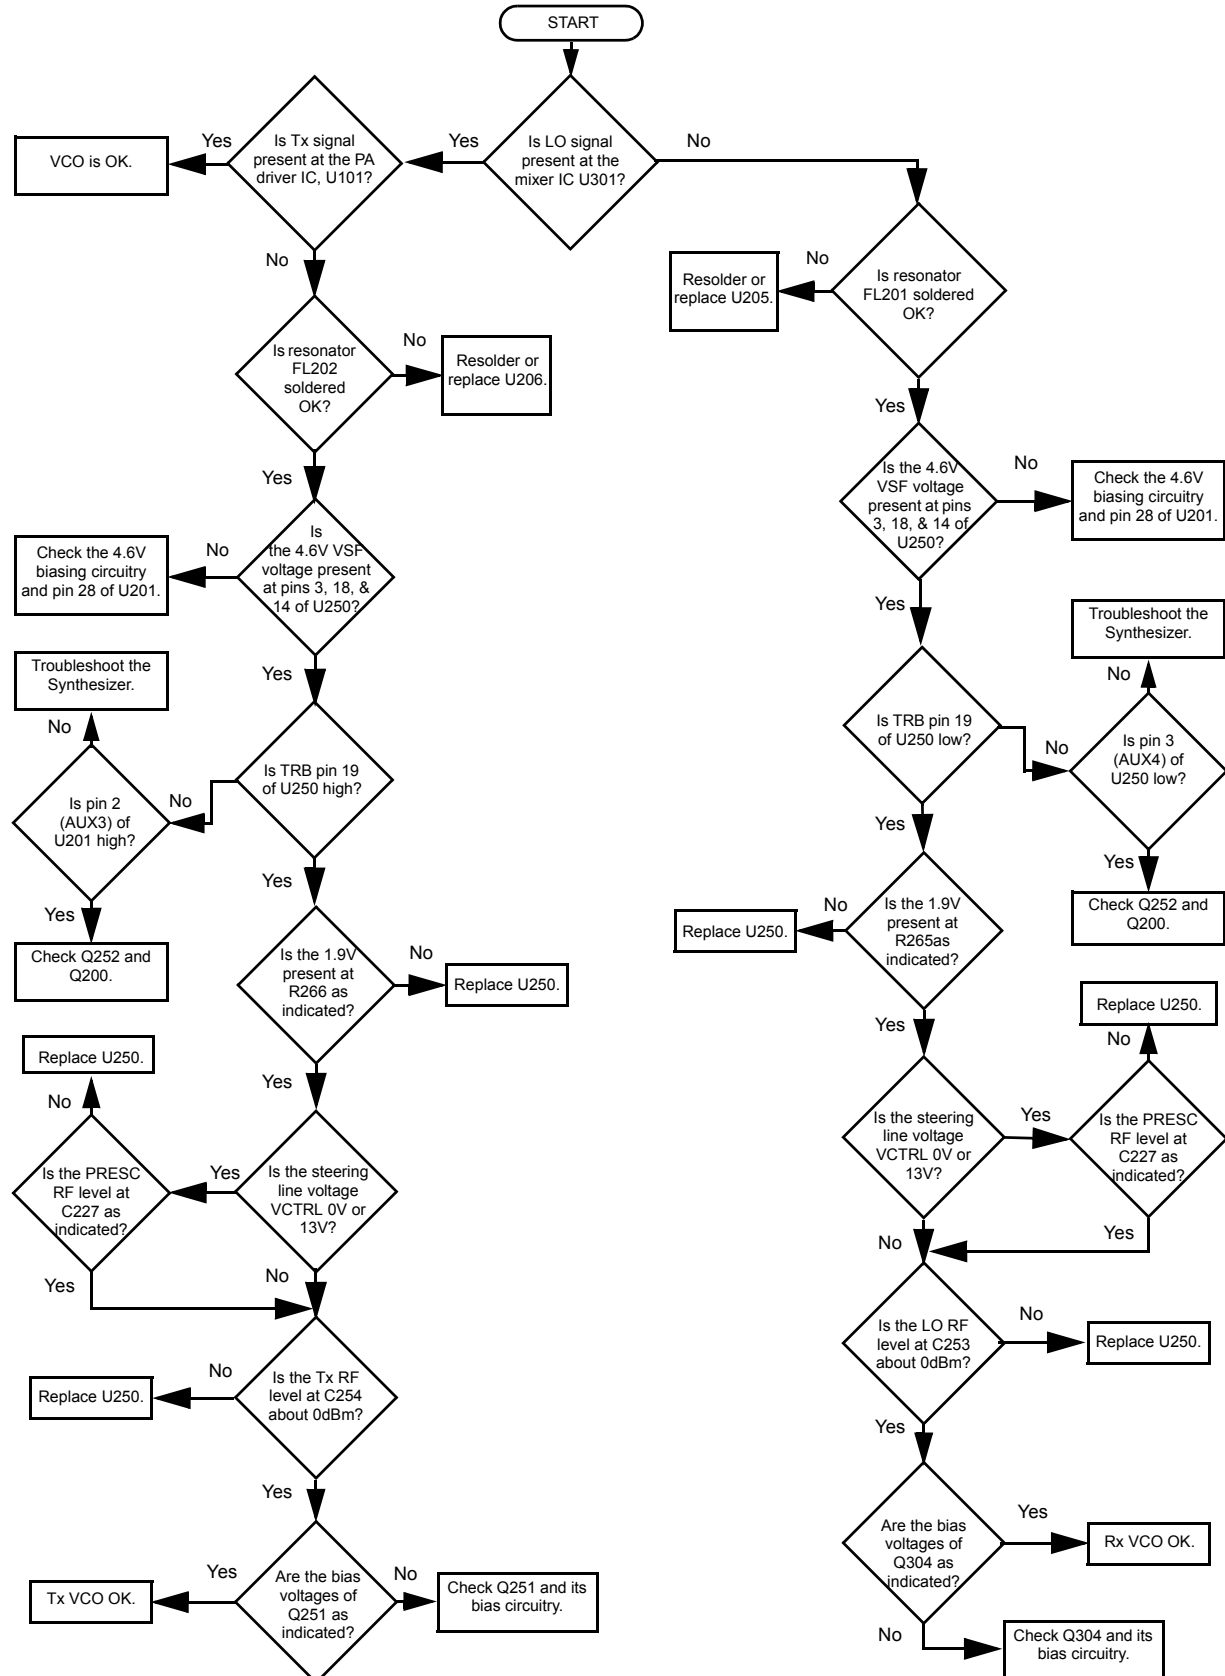 START
Is LO signal
present at the
mixer IC U301?
Yes
No
Is Tx signal
present at the PA
driver IC, U101?
Yes
VCO is OK.
No
Is resonator
FL202
soldered
OK?
No
Resolder or
replace U206.
Yes
Is
the 4.6V VSF
voltage present
at pins 3, 18, &
14 of U250?
No
Check the 4.6V
biasing circuitry
and pin 28 of U201.
Yes
Is TRB pin 19
of U250 high?
No
Is pin 2
(AUX3) of
U201 high?
No
Troubleshoot the
Synthesizer.
Yes
Check Q252 and
Q200.
Yes
Is the 1.9V
present at
R266 as
indicated?
No
Replace U250.
Yes
Is the steering
line voltage
VCTRL 0V or
13V?
Yes
Is the PRESC
RF level at
C227 as
indicated?
No
Replace U250.
Yes
No
Is the Tx RF
level at C254
about 0dBm?
No
Replace U250.
Yes
Are the bias
voltages of
Q251 as
indicated?
Yes
Tx VCO OK.
No
Check Q251 and its
bias circuitry.
Is resonator
FL201 soldered
OK?
No
Resolder or
replace U205.
Yes
Is the 4.6V
VSF voltage
present at pins
3, 18, & 14 of
U250?
No
Check the 4.6V
biasing circuitry
and pin 28 of U201.
Yes
Is TRB pin 19
of U250 low?
No
Is pin 3
(AUX4) of
U250 low?
No
Troubleshoot the
Synthesizer.
Yes
Check Q252 and
Q200.
Yes
Is the 1.9V
present at
R265as
indicated?
No
Replace U250.
Yes
Is the steering
line voltage
VCTRL 0V or
13V?
Yes
Is the PRESC
RF level at
C227 as
indicated?
No
Replace U250.
Yes
No
Is the LO RF
level at C253
about 0dBm?
No
Replace U250.
Yes
Are the bias
voltages of
Q304 as
indicated?
Yes
Rx VCO OK.
No
Check Q304 and its
bias circuitry.